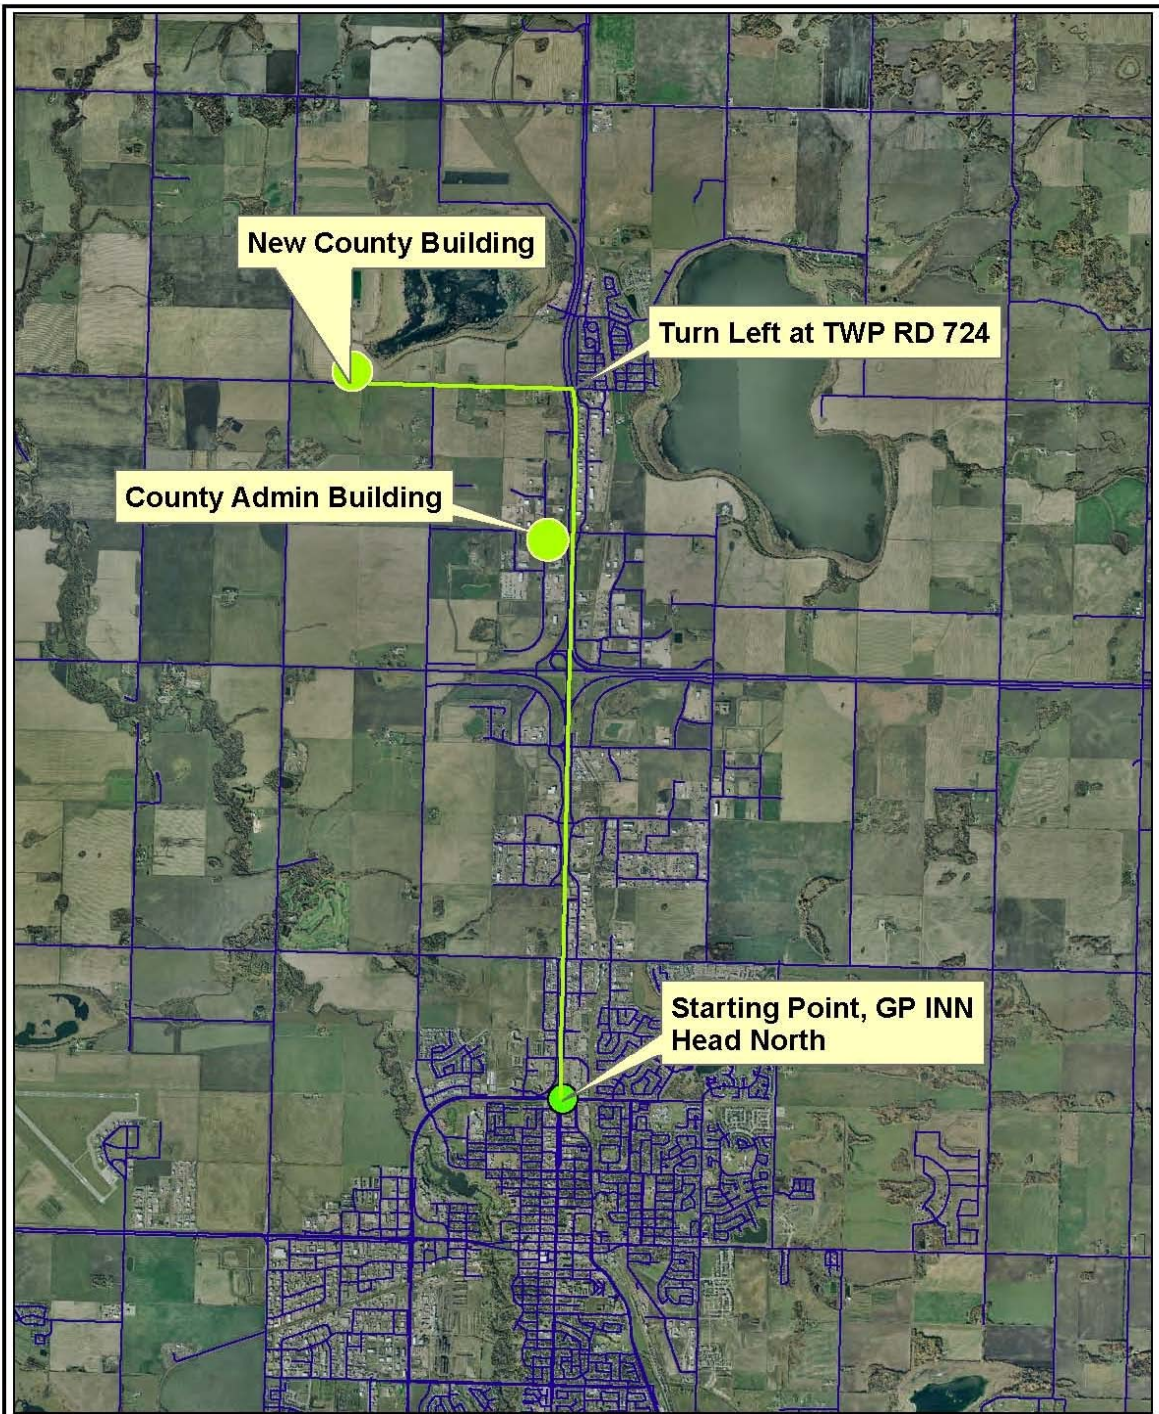 New County Building
Turn Left at TWP RD 724
County Admin Building
Starting Point, GP INN
Head North